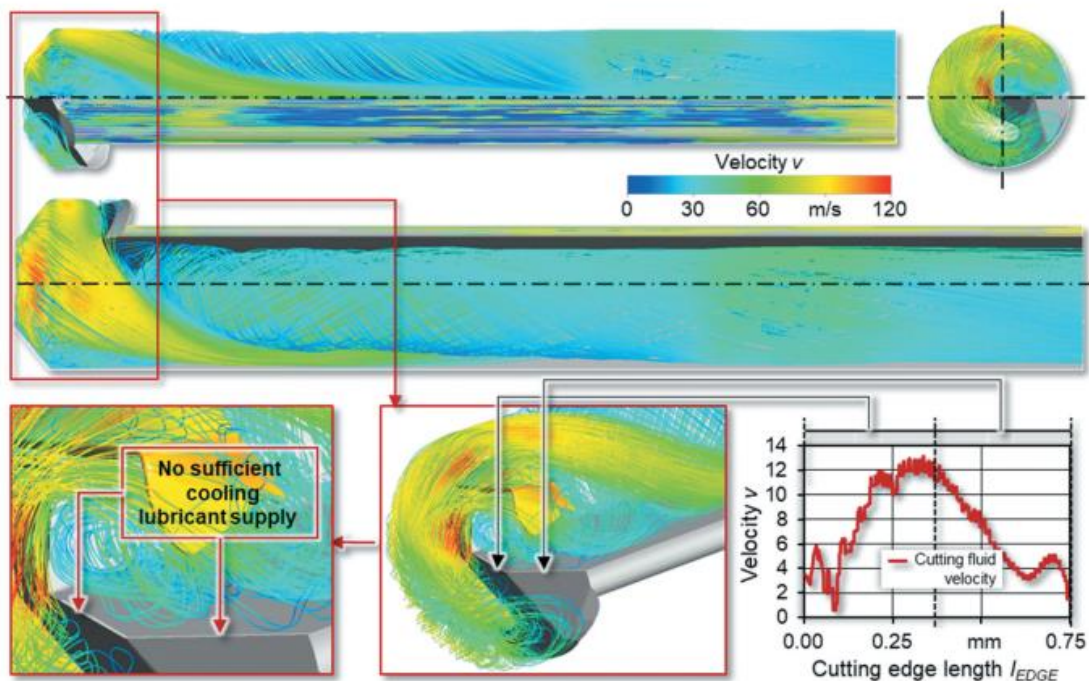 Velocity v
0 30 60 m/s 120
No sufficient
cooling
lubricant supply
Velocity v
14
12
10
8
6
4
2
0
Cutting fluid
velocity
0.00 0.25 mm 0.75
Cutting edge length l_EDGE